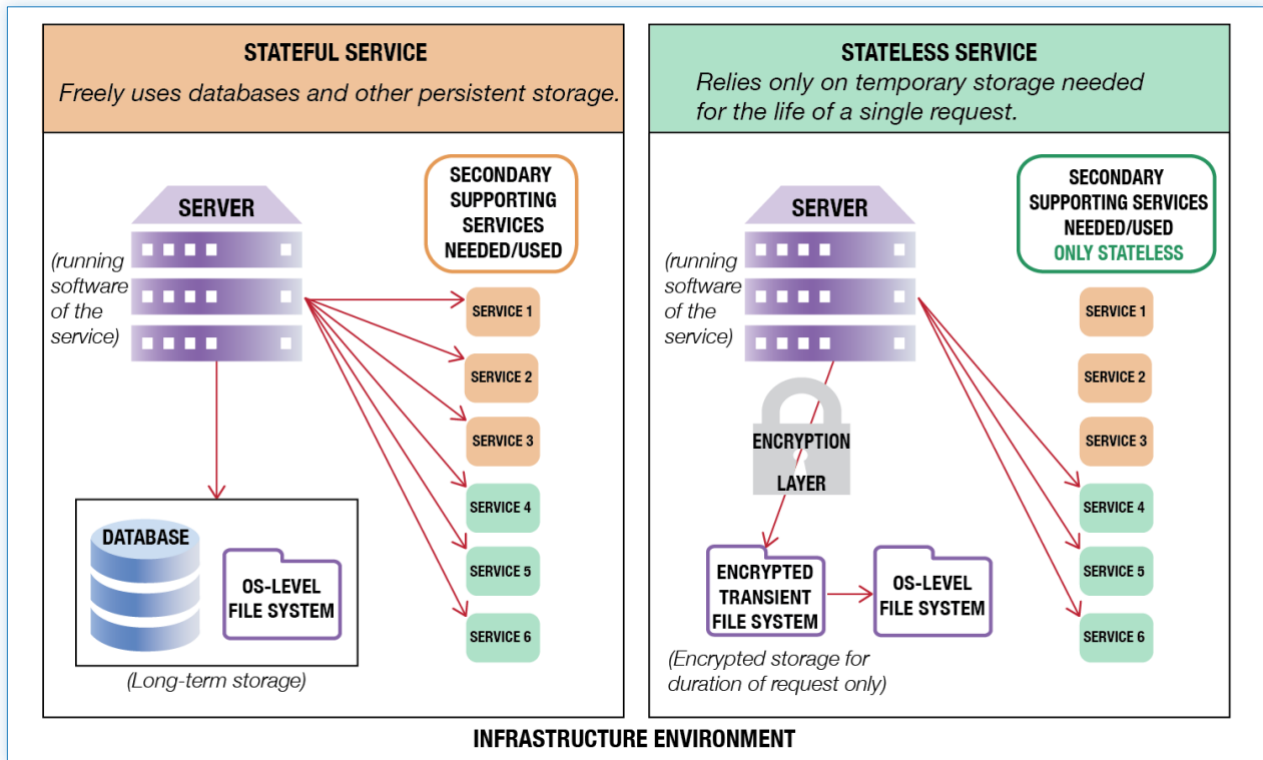 STATEFUL SERVICE
Freely uses databases and other persistent storage.
SERVER
(running
software
of the
service)
SECONDARY
SUPPORTING
SERVICES
NEEDED/USED
SERVICE 1
SERVICE 2
SERVICE 3
SERVICE 4
SERVICE 5
SERVICE 6
DATABASE
OS-LEVEL
FILE SYSTEM
(Long-term storage)
STATELESS SERVICE
Relies only on temporary storage needed
for the life of a single request.
SERVER
(running
software
of the
service)
SECONDARY
SUPPORTING SERVICES
NEEDED/USED
ONLY STATELESS
SERVICE 1
SERVICE 2
SERVICE 3
SERVICE 4
SERVICE 5
SERVICE 6
ENCRYPTION
LAYER
ENCRYPTED
TRANSIENT
FILE SYSTEM
OS-LEVEL
FILE SYSTEM
(Encrypted storage for
duration of request only)
INFRASTRUCTURE ENVIRONMENT